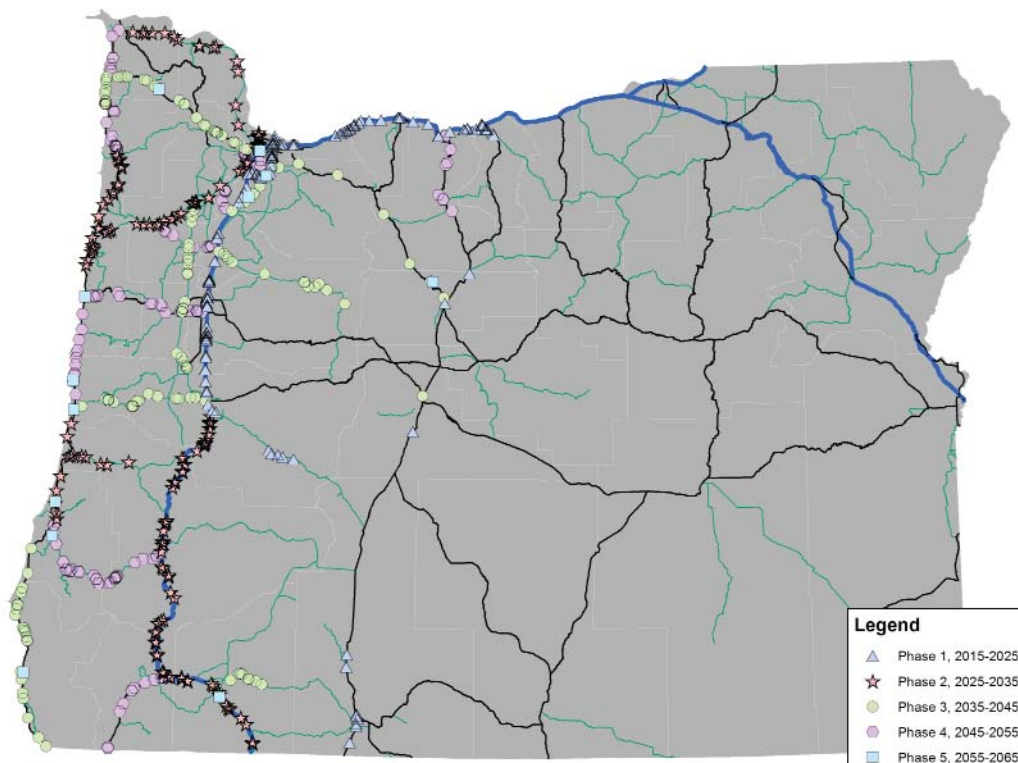 Legend
Phase 1, 2015-2025
Phase 2, 2025-2035
Phase 3, 2035-2045
Phase 4, 2045-2055
Phase 5, 2055-2065